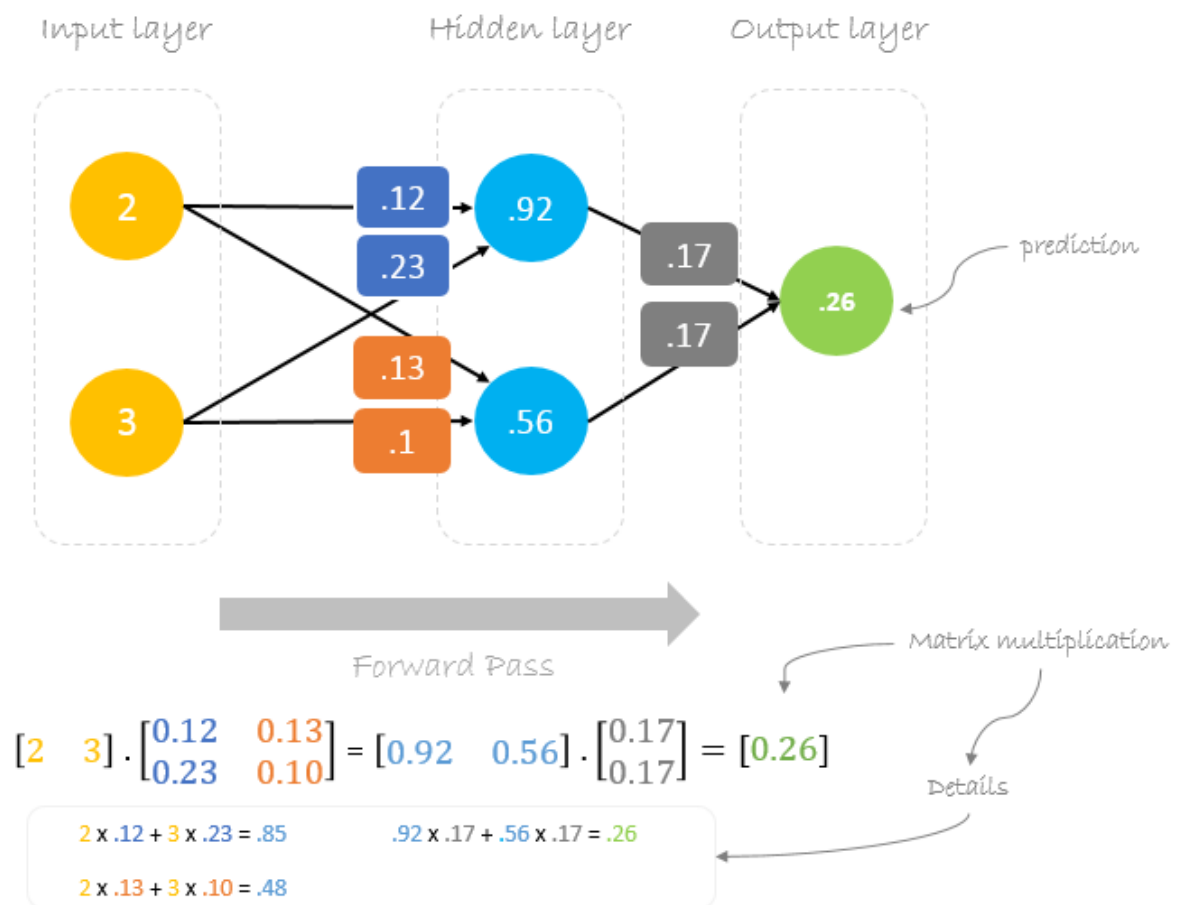 Input layer
Hidden layer
Output layer
2
.12
.92
.23
.17
prediction
.26
.17
.13
3
.1
.56
Forward Pass
Matrix multiplication
[2 3] . [0.12 0.13 = [0.92 0.56] . [0.17 = [0.26]
0.23 0.10] 0.17]
Details
2 x .12 + 3 x .23 = .85
.92 x .17 + .56 x .17 = .26
2 x .13 + 3 x .10 = .48